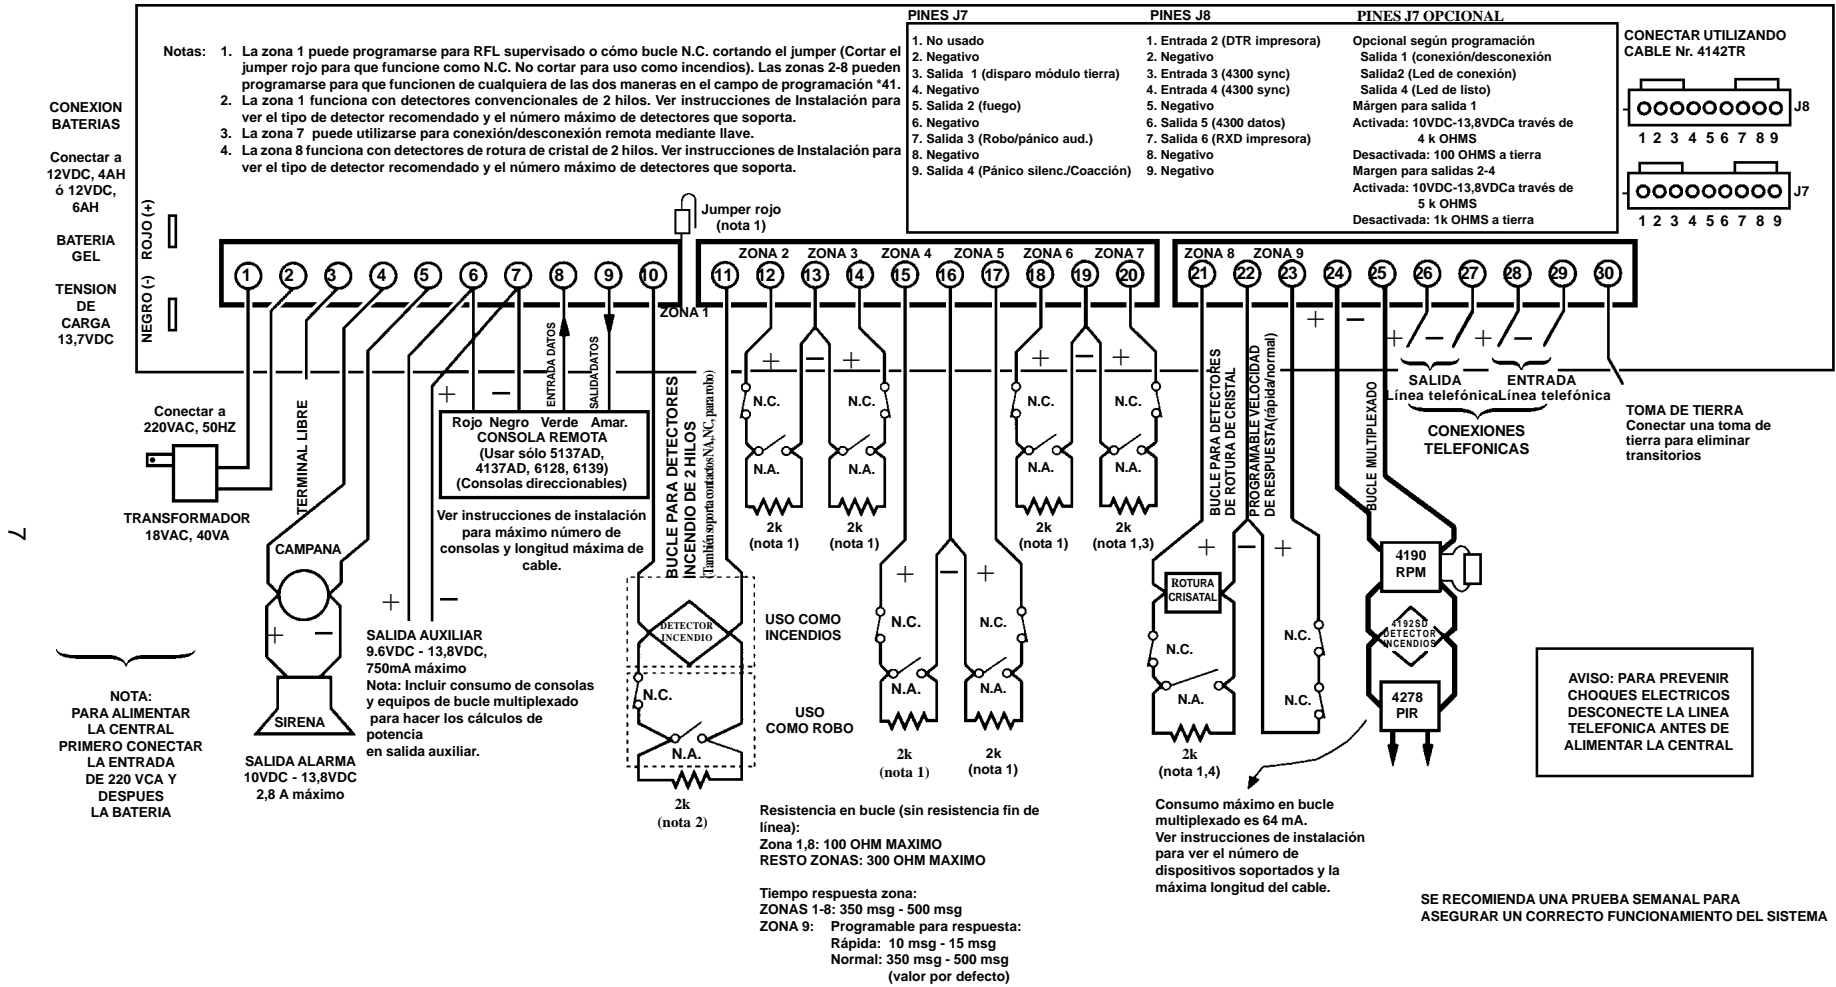 PINES J7
PINES J8
PINES J7 OPCIONAL
1. No usado
2. Negativo
3. Salida 1 (disparo módulo tierra)
4. Negativo
5. Salida 2 (fuego)
6. Negativo
7. Salida 3 (Robo/pánico aud.)
8. Negativo
9. Salida 4 (Pánico silenc./Coacción)
1. Entrada 2 (DTR impresora)
2. Negativo
3. Entrada 3 (4300 sync)
4. Entrada 4 (4300 sync)
5. Negativo
6. Salida 5 (4300 datos)
7. Salida 6 (RXD impresora)
8. Negativo
9. Negativo
Opcional según programación
Salida 1 (conexión/desconexión
Salida2 (Led de conexión)
Salida 4 (Led de listo)
Márgen para salida 1
Activada: 10VDC-13,8VDCa través de
4 k OHMS
Desactivada: 100 OHMS a tierra
Margen para salidas 2-4
Activada: 10VDC-13,8VDCa través de
5 k OHMS
Desactivada: 1k OHMS a tierra
CONECTAR UTILIZANDO
CABLE Nr. 4142TR
J8
1 2 3 4 5 6 7 8 9
J7
1 2 3 4 5 6 7 8 9
Notas: 1. La zona 1 puede programarse para RFL supervisado o cómo bucle N.C. cortando el jumper (Cortar el
jumper rojo para que funcione como N.C. No cortar para uso como incendios). Las zonas 2-8 pueden
programarse para que funcionen de cualquiera de las dos maneras en el campo de programación *41.
2. La zona 1 funciona con detectores convencionales de 2 hilos. Ver instrucciones de Instalación para
ver el tipo de detector recomendado y el número máximo de detectores que soporta.
3. La zona 7 puede utilizarse para conexión/desconexión remota mediante llave.
4. La zona 8 funciona con detectores de rotura de cristal de 2 hilos. Ver instrucciones de Instalación para
ver el tipo de detector recomendado y el número máximo de detectores que soporta.
CONEXION
BATERIAS
Conectar a
12VDC, 4AH
ó 12VDC,
6AH
BATERIA
GEL
TENSION
DE
CARGA
13,7VDC
ROJO (+)
NEGRO (-)
Jumper rojo
(nota 1)
ZONA 2 ZONA 3 ZONA 4 ZONA 5 ZONA 6 ZONA 7
ZONA 8 ZONA 9
1 2 3 4 5 6 7 8 9 10
11 12 13 14 15 16 17 18 19 20
21 22 23 24 25 26 27 28 29 30
ZONA 1
ENTRADA DATOS
SALIDA DATOS
+ −
Rojo Negro Verde Amar.
CONSOLA REMOTA
(Usar sólo 5137AD,
4137AD, 6128, 6139)
(Consolas direccionables)
Ver instrucciones de instalación
para máximo número de
consolas y longitud máxima de
cable.
Conectar a
220VAC, 50HZ
TRANSFORMADOR
18VAC, 40VA
TERMINAL LIBRE
CAMPANA
+ −
SIRENA
SALIDA ALARMA
10VDC - 13,8VDC
2,8 A máximo
+ −
SALIDA AUXILIAR
9.6VDC - 13,8VDC,
750mA máximo
Nota: Incluir consumo de consolas
y equipos de bucle multiplexado
para hacer los cálculos de
potencia
en salida auxiliar.
NOTA:
PARA ALIMENTAR
LA CENTRAL
PRIMERO CONECTAR
LA ENTRADA
DE 220 VCA Y
DESPUES
LA BATERIA
BUCLE PARA DETECTORES
INCENDIO DE 2 HILOS
(También soporta contactos NA, NC, para robo)
DETECTOR
INCENDIO
USO COMO
INCENDIOS
N.C.
N.A.
USO
COMO ROBO
2k
(nota 2)
+ − +
N.C.
N.A.
2k
(nota 1)
N.C.
N.A.
2k
(nota 1)
+ − +
N.C.
N.A.
2k
(nota 1)
N.C.
N.A.
2k
(nota 1)
+ − +
N.C.
N.A.
2k
(nota 1)
N.C.
N.A.
2k
(nota 1,3)
Resistencia en bucle (sin resistencia fin de
línea):
Zona 1,8: 100 OHM MAXIMO
RESTO ZONAS: 300 OHM MAXIMO
Tiempo respuesta zona:
ZONAS 1-8: 350 msg - 500 msg
ZONA 9: Programable para respuesta:
Rápida: 10 msg - 15 msg
Normal: 350 msg - 500 msg
(valor por defecto)
BUCLE PARA DETECTORES
DE ROTURA DE CRISTAL
PROGRAMABLE VELOCIDAD
DE RESPUESTA(rápida/normal)
+ − +
ROTURA
CRISATAL
N.C.
N.A.
2k
(nota 1,4)
N.C.
N.C.
+ −
BUCLE MULTIPLEXADO
4190
RPM
4192SD
DETECTOR
INCENDIOS
4278
PIR
Consumo máximo en bucle
multiplexado es 64 mA.
Ver instrucciones de instalación
para ver el número de
dispositivos soportados y la
máxima longitud del cable.
+ − + −
SALIDA
Línea telefónica
ENTRADA
Línea telefónica
CONEXIONES
TELEFONICAS
TOMA DE TIERRA
Conectar una toma de
tierra para eliminar
transitorios
AVISO: PARA PREVENIR
CHOQUES ELECTRICOS
DESCONECTE LA LINEA
TELEFONICA ANTES DE
ALIMENTAR LA CENTRAL
SE RECOMIENDA UNA PRUEBA SEMANAL PARA
ASEGURAR UN CORRECTO FUNCIONAMIENTO DEL SISTEMA
7